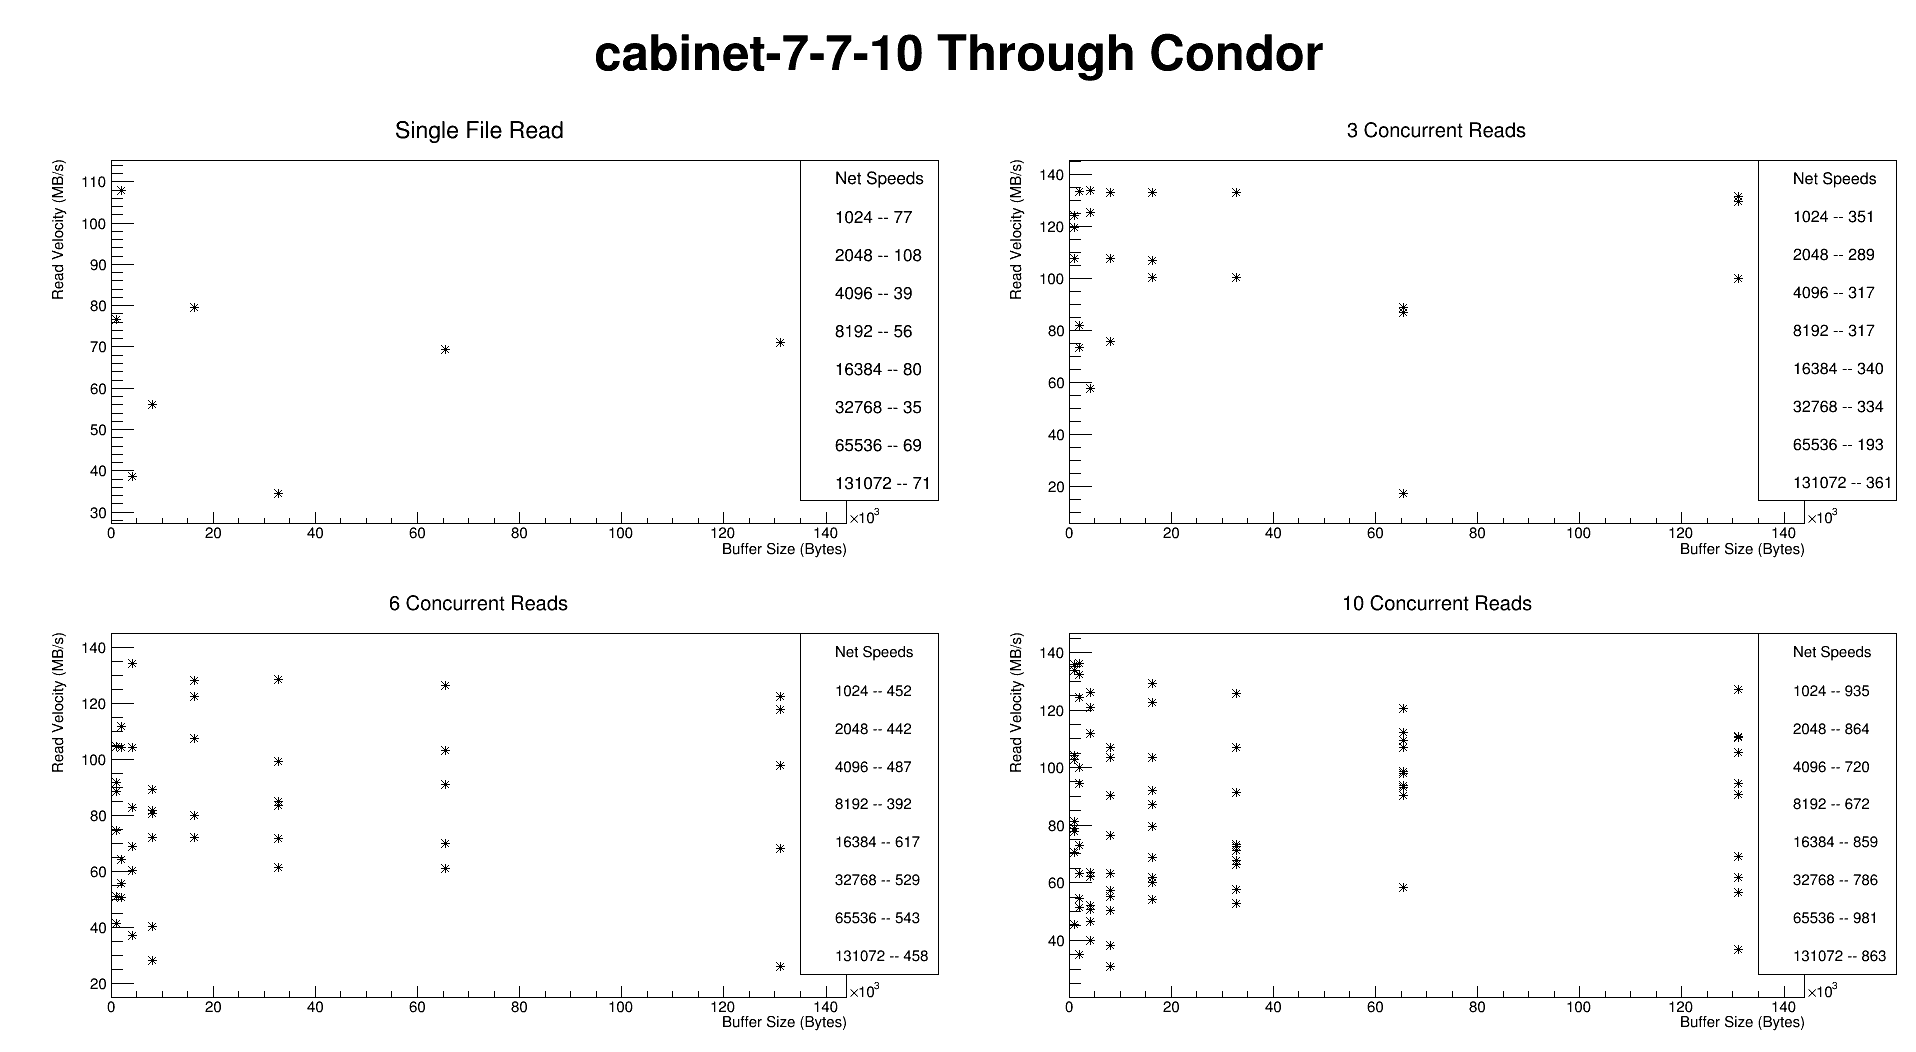 cabinet-7-7-10 Through Condor
Single File Read
Read Velocity (MB/s)
110
100
90
80
70
60
50
40
30
0 20 40 60 80 100 120 140
×10³
Buffer Size (Bytes)
Net Speeds
1024 -- 77
2048 -- 108
4096 -- 39
8192 -- 56
16384 -- 80
32768 -- 35
65536 -- 69
131072 -- 71
3 Concurrent Reads
Read Velocity (MB/s)
140
120
100
80
60
40
20
0 20 40 60 80 100 120 140
×10³
Buffer Size (Bytes)
Net Speeds
1024 -- 351
2048 -- 289
4096 -- 317
8192 -- 317
16384 -- 340
32768 -- 334
65536 -- 193
131072 -- 361
6 Concurrent Reads
Read Velocity (MB/s)
140
120
100
80
60
40
20
0 20 40 60 80 100 120 140
×10³
Buffer Size (Bytes)
Net Speeds
1024 -- 452
2048 -- 442
4096 -- 487
8192 -- 392
16384 -- 617
32768 -- 529
65536 -- 543
131072 -- 458
10 Concurrent Reads
Read Velocity (MB/s)
140
120
100
80
60
40
0 20 40 60 80 100 120 140
×10³
Buffer Size (Bytes)
Net Speeds
1024 -- 935
2048 -- 864
4096 -- 720
8192 -- 672
16384 -- 859
32768 -- 786
65536 -- 981
131072 -- 863